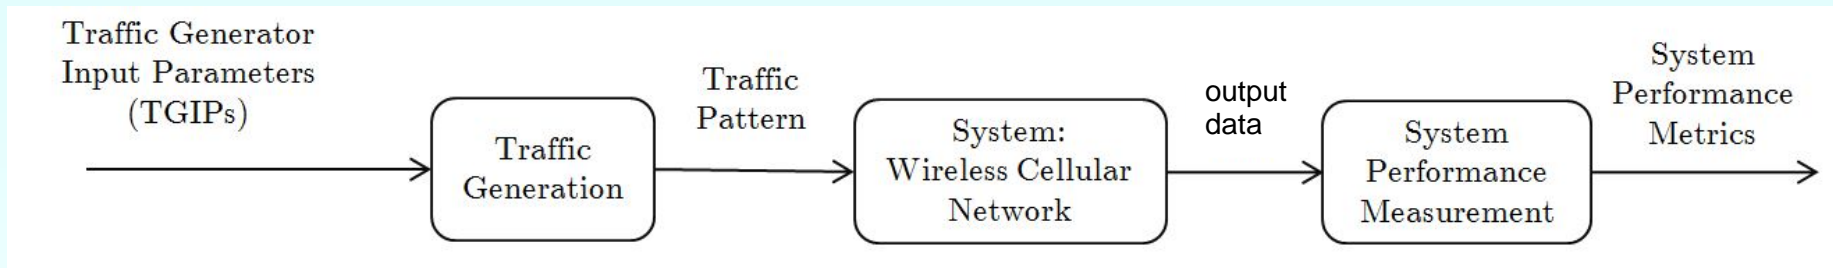 Traffic Generator
Input Parameters
(TGIPs)
Traffic
Generation
Traffic
Pattern
System:
Wireless Cellular
Network
output
data
System
Performance
Measurement
System
Performance
Metrics